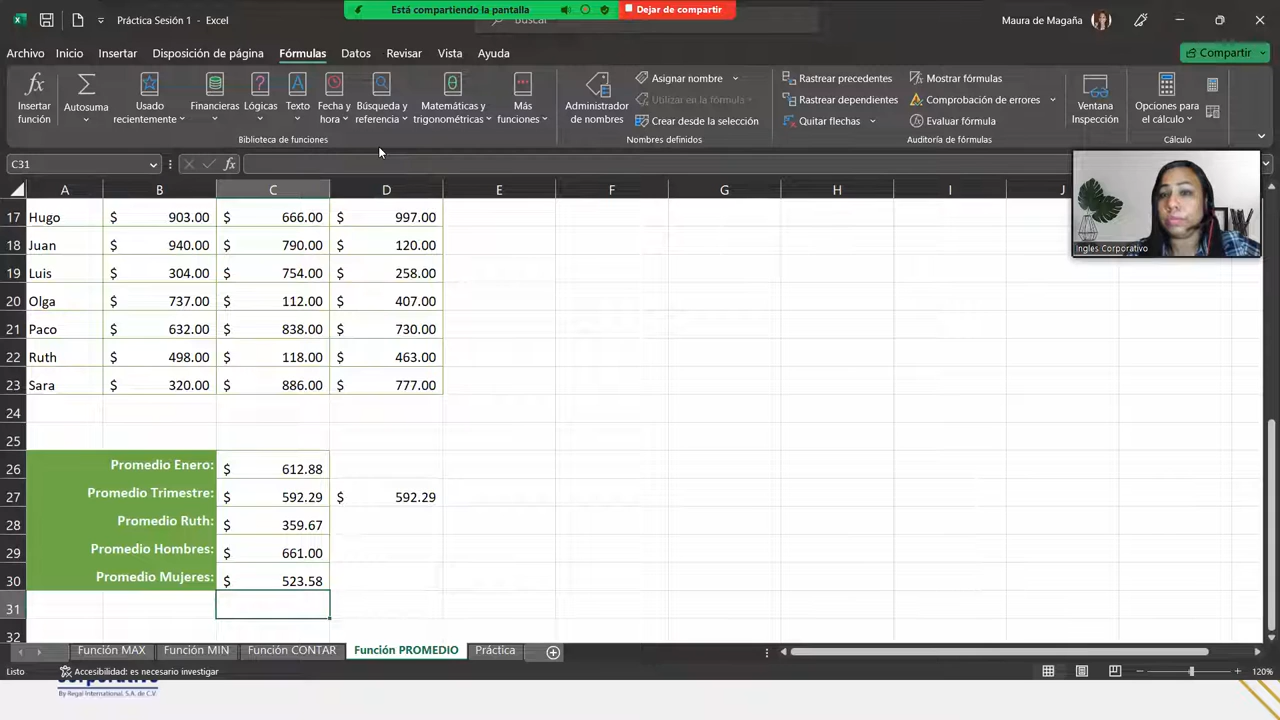 Está compartiendo la pantalla
Dejar de compartir
Práctica Sesión 1 - Excel
Buscar
Maura de Magaña
Archivo Inicio Insertar Disposición de página Fórmulas Datos Revisar Vista Ayuda
Compartir
Insertar función
Autosuma
Usado recientemente
Financieras
Lógicas
Texto
Fecha y hora
Búsqueda y referencia
Matemáticas y trigonométricas
Más funciones
Biblioteca de funciones
Administrador de nombres
Asignar nombre
Utilizar en la fórmula
Crear desde la selección
Nombres definidos
Rastrear precedentes
Rastrear dependientes
Quitar flechas
Mostrar fórmulas
Comprobación de errores
Evaluar fórmula
Auditoría de fórmulas
Ventana Inspección
Opciones para el cálculo
Cálculo
C31
fx
A B C D E F G H I J
17 Hugo $ 903.00 $ 666.00 $ 997.00
18 Juan $ 940.00 $ 790.00 $ 120.00
19 Luis $ 304.00 $ 754.00 $ 258.00
20 Olga $ 737.00 $ 112.00 $ 407.00
21 Paco $ 632.00 $ 838.00 $ 730.00
22 Ruth $ 498.00 $ 118.00 $ 463.00
23 Sara $ 320.00 $ 886.00 $ 777.00
24
25
26 Promedio Enero: $ 612.88
27 Promedio Trimestre: $ 592.29 $ 592.29
28 Promedio Ruth: $ 359.67
29 Promedio Hombres: $ 661.00
30 Promedio Mujeres: $ 523.58
31
32
Ingles Corporativo
Función MAX Función MIN Función CONTAR Función PROMEDIO Práctica
Listo
Accesibilidad: es necesario investigar
120%
By Regal International, S.A. de C.V.